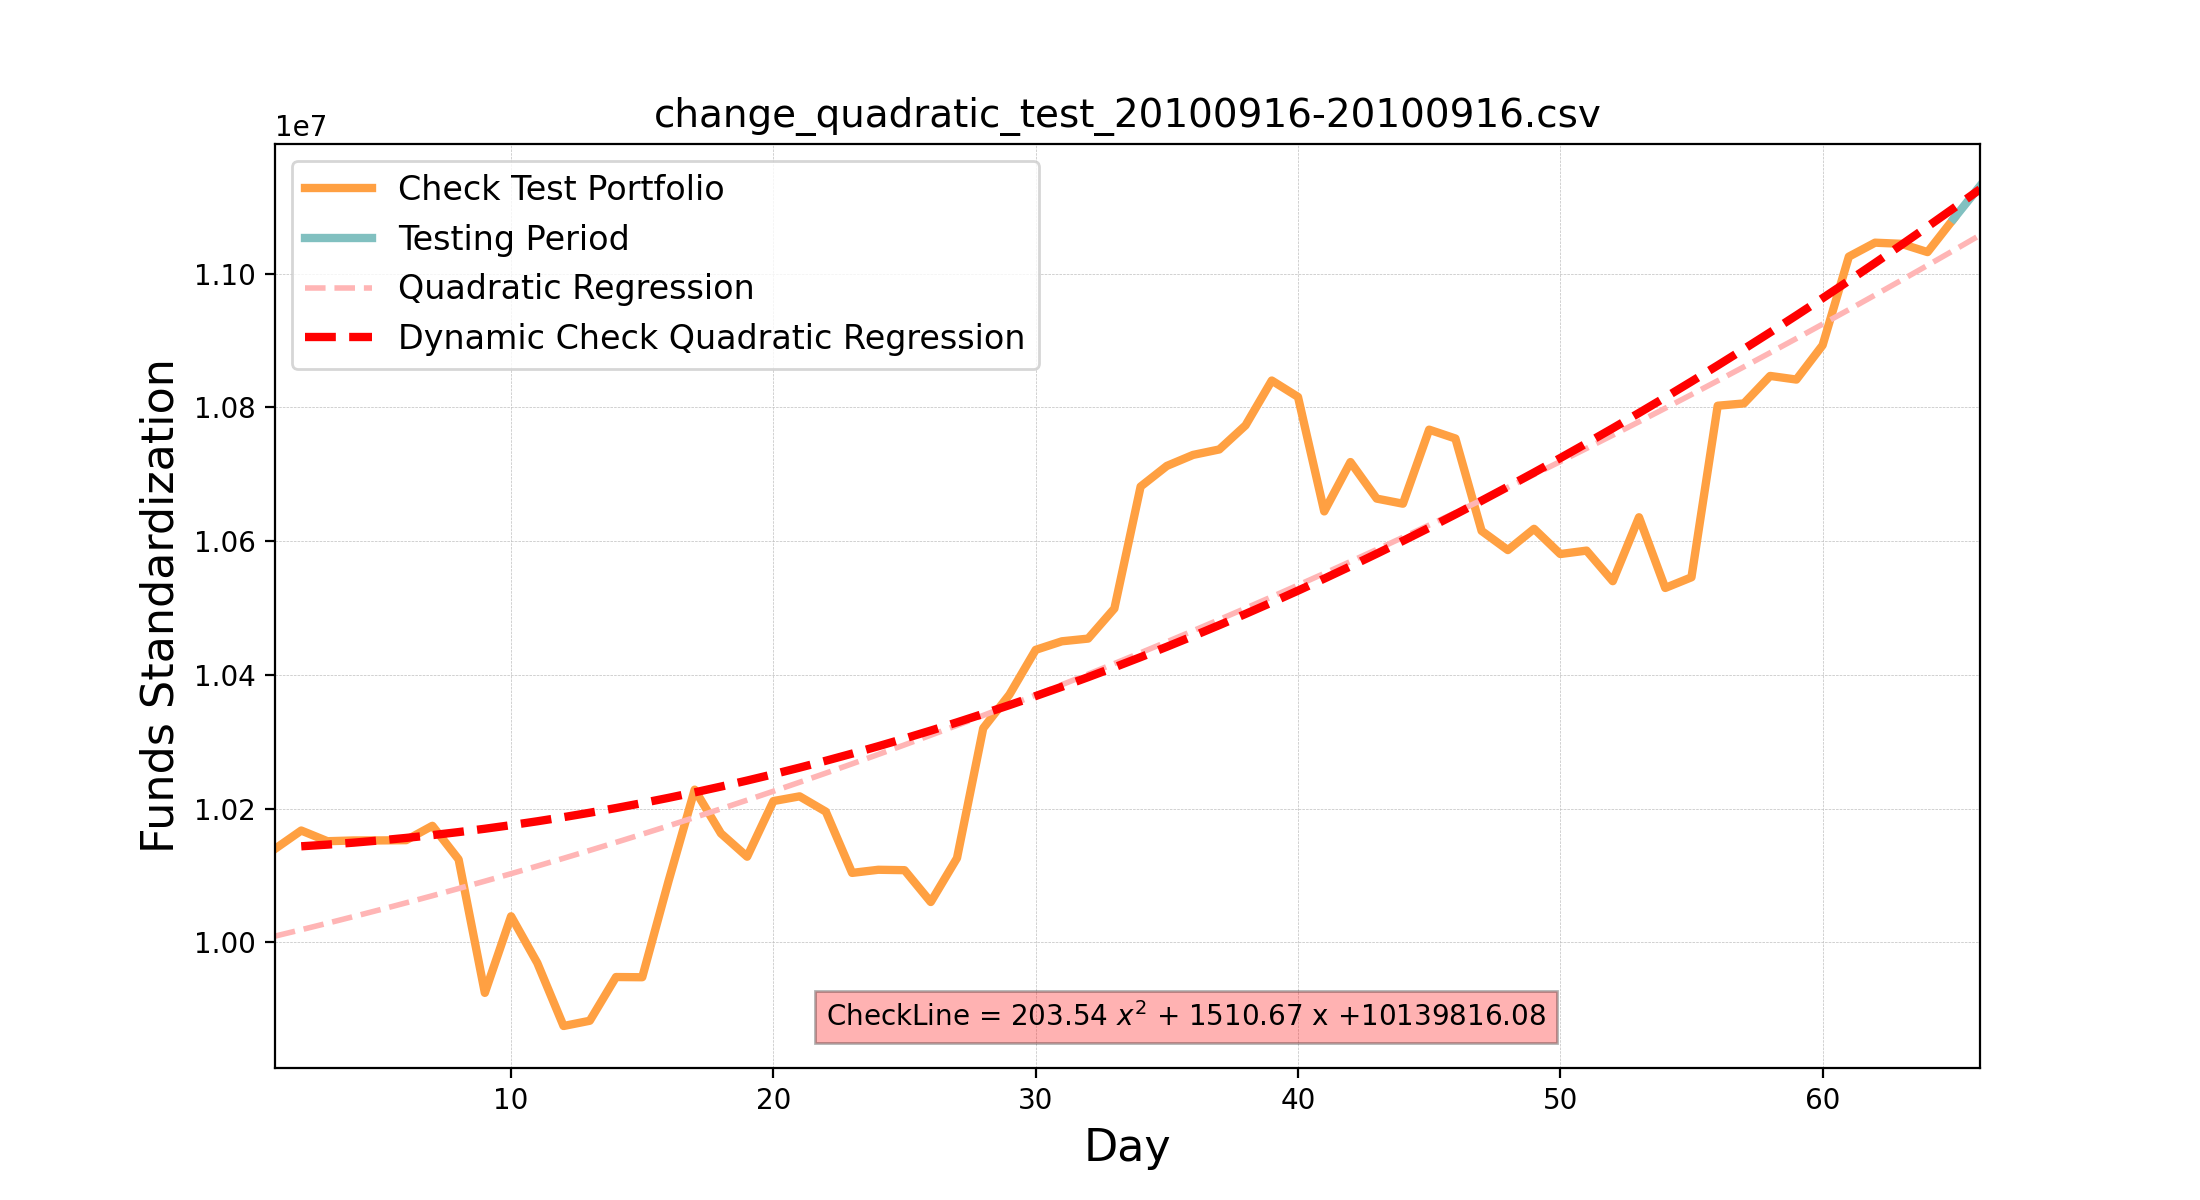 change_quadratic_test_20100916-20100916.csv
1e7
Check Test Portfolio
Testing Period
Quadratic Regression
Dynamic Check Quadratic Regression
Funds Standardization
1.10
1.08
1.06
1.04
1.02
1.00
CheckLine = 203.54 x² + 1510.67 x +10139816.08
10 20 30 40 50 60
Day